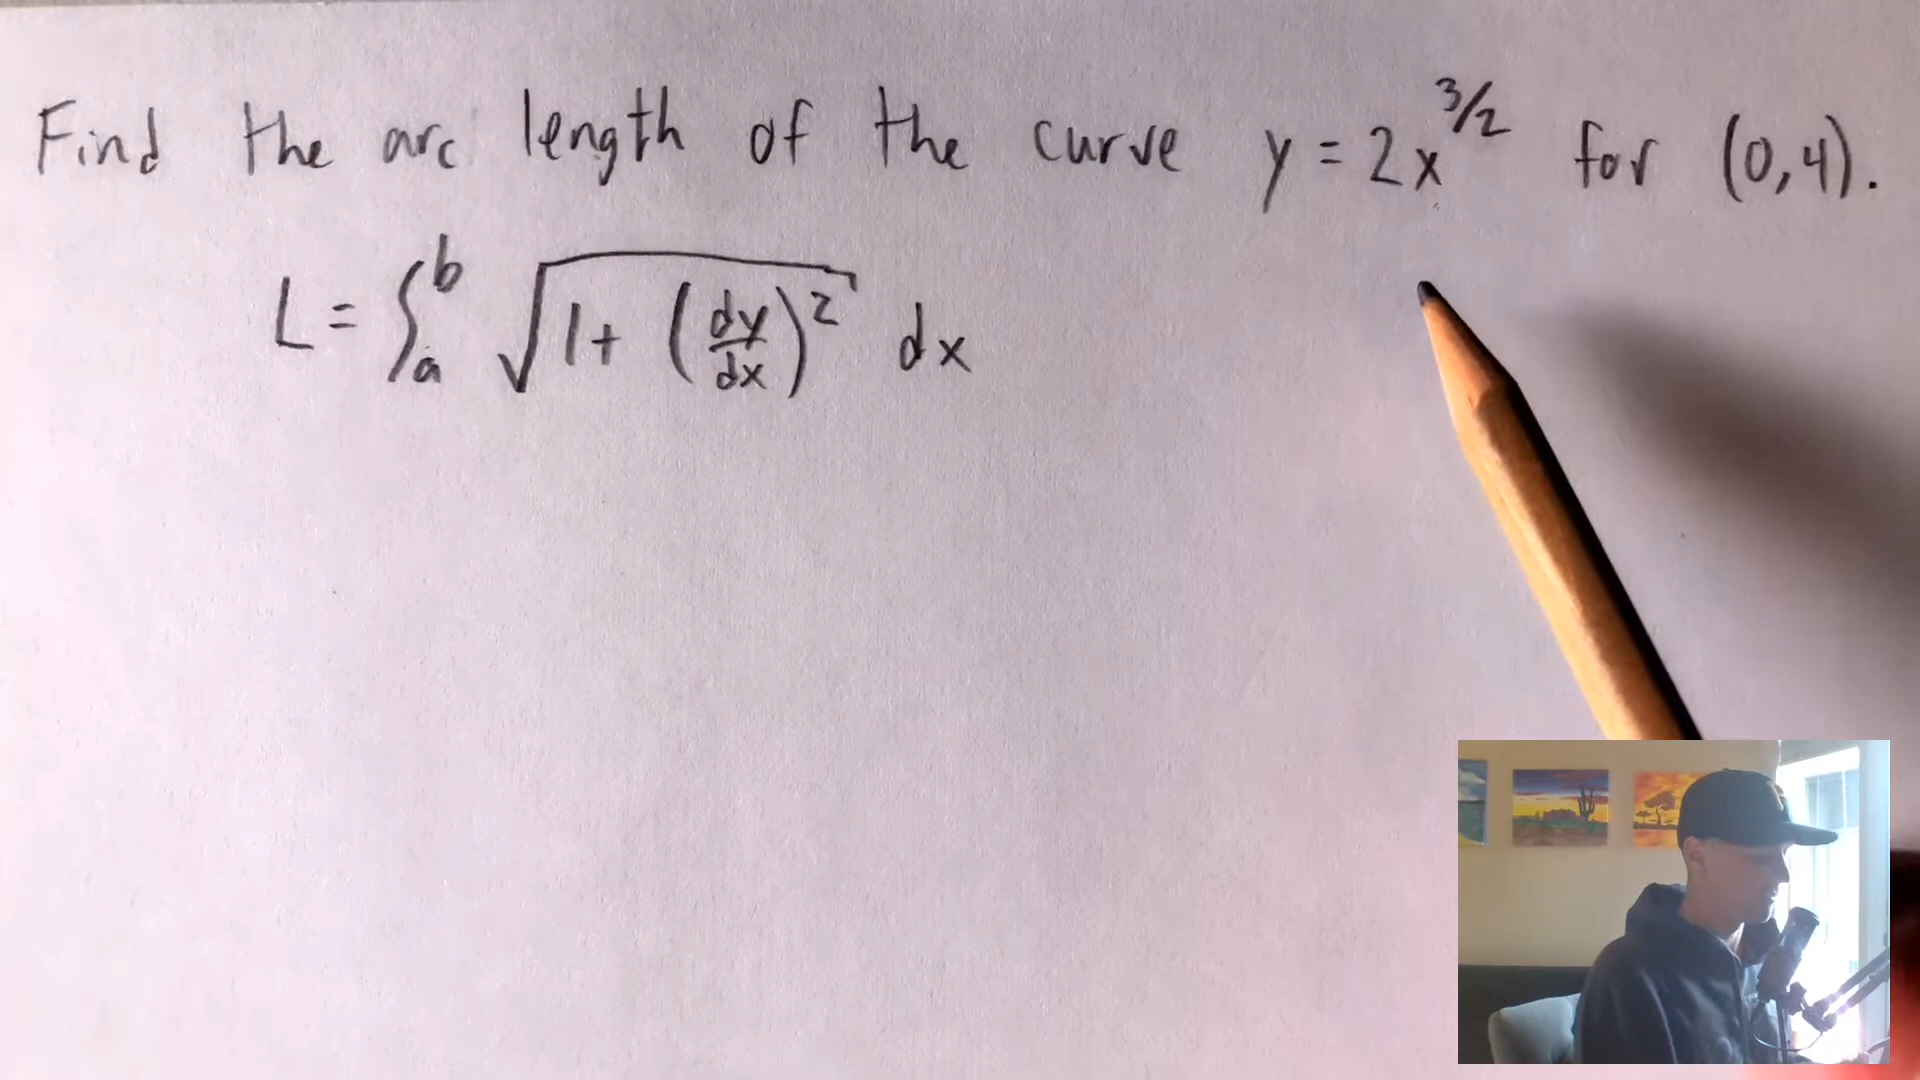 Find the arc length of the curve y = 2x^{3/2} for (0,4).
L = ∫_a^b √(1 + (dy/dx)^2) dx